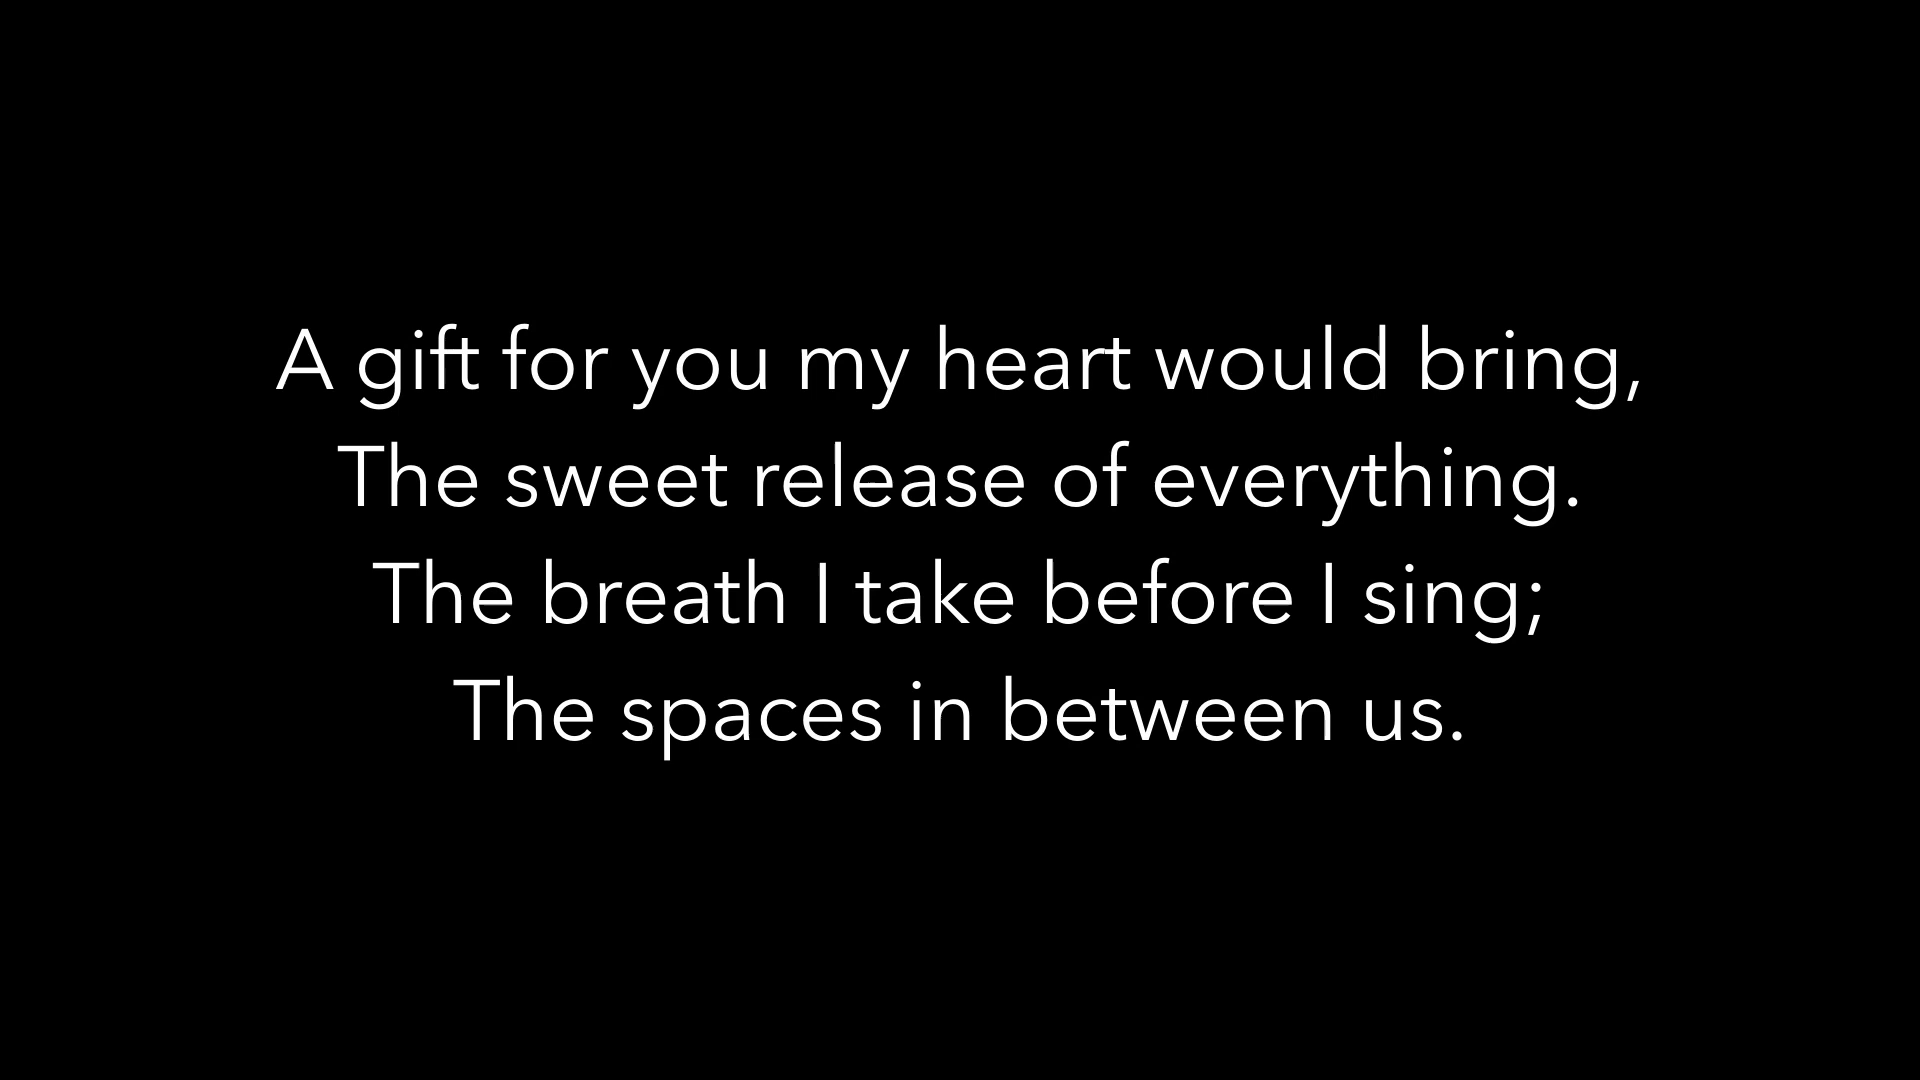 A gift for you my heart would bring,
The sweet release of everything.
The breath I take before I sing;
The spaces in between us.